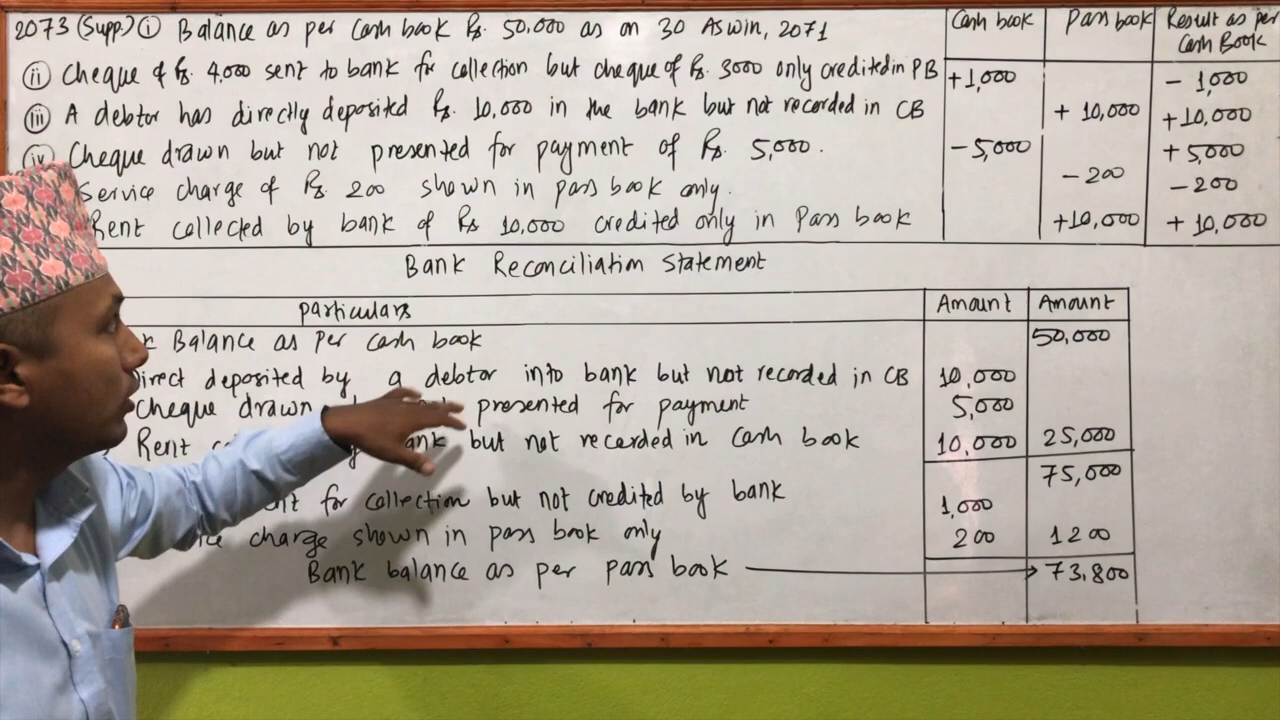 2073 (Supp.) (i) Balance as per Cash book Rs. 50,000 as on 30 Aswin, 2071
Cash book Pass book Result as per Cash Book
(ii) Cheque of Rs. 4,000 sent to bank for collection but cheque of Rs. 3000 only credited in PB +1,000 - 1,000
(iii) A debtor has directly deposited Rs. 10,000 in the bank but not recorded in CB + 10,000 +10,000
(iv) Cheque drawn but not presented for payment of Rs. 5,000. - 5,000 + 5,000
Service charge of Rs. 200 shown in pass book only. - 200 - 200
Rent collected by bank of Rs 10,000 credited only in Pass book +10,000 + 10,000
Bank Reconciliation Statement
particulars Amount Amount
Balance as per cash book 50,000
Direct deposited by a debtor into bank but not recorded in CB 10,000
Cheque drawn presented for payment 5,000
Rent but not recorded in cash book 10,000 25,000
75,000
for collection but not credited by bank 1,000
charge shown in pass book only 200 1200
Bank balance as per pass book 73,800